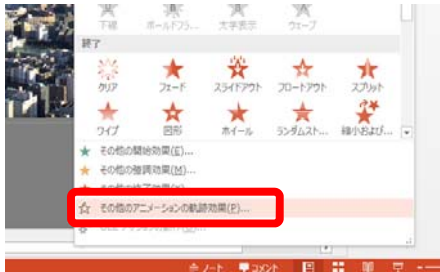 下線 ボールドフラ... 文字表示 ウェーブ
終了
クリア フェード スライドアウト フロートアウト スプリット
ワイプ 図形 ホイール ランダムスト... 縮小および...
その他の開始効果(E)...
その他の強調効果(M)...
その他のアニメーションの軌跡効果(P)...
ノート コメント